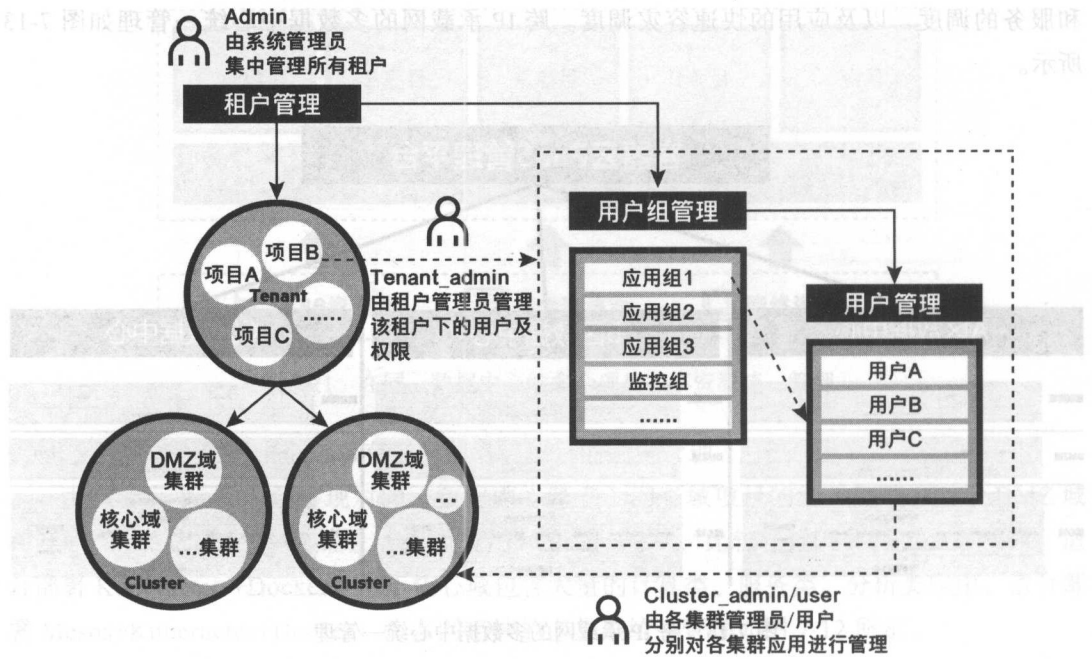 Admin
由系统管理员
集中管理所有租户
租户管理
项目B
项目A
Tenant
......
项目C
Tenant_admin
由租户管理员管理
该租户下的用户及
权限
用户组管理
应用组1
应用组2
应用组3
监控组
......
用户管理
用户A
用户B
用户C
......
DMZ域
集群
核心域
集群
...集群
Cluster
DMZ域
集群
...
核心域
集群
...集群
Cluster
Cluster_admin/user
由各集群管理员/用户
分别对各集群应用进行管理